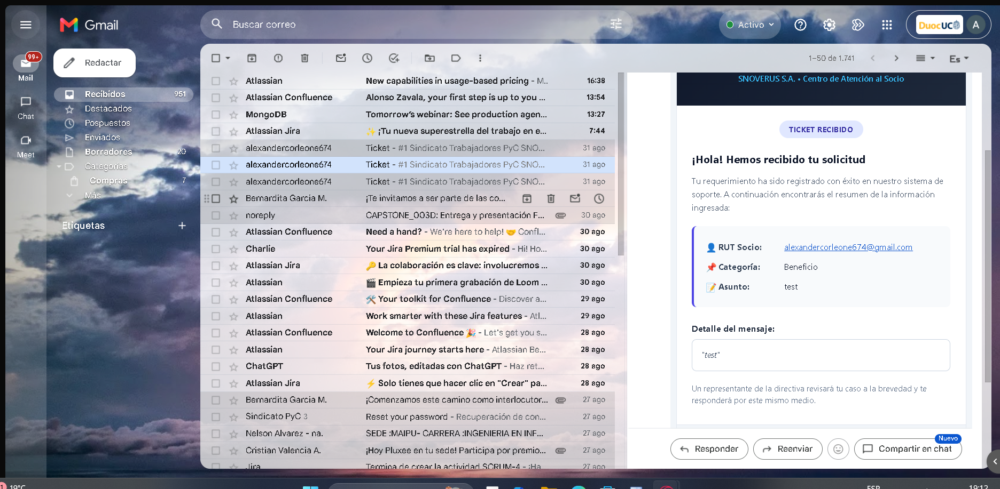 Gmail
Buscar correo
Activo
DuocUC
A
99+
Mail
Chat
Meet
Redactar
Recibidos 951
Destacados
Pospuestos
Enviados
Borradores 20
Categorías
Compras 7
Más
Etiquetas
1–50 de 1.741
Es
Atlassian New capabilities in usage-based pricing - M.. 16:38
Atlassian Confluence Alonso Zavala, your first step is up to you ... 13:54
MongoDB Tomorrow's webinar: See production agen... 13:27
Atlassian Jira ✨ ¡Tu nueva superestrella del trabajo en e... 7:44
alexandercorleone674 Ticket - #1 Sindicato Trabajadores PyC SNO... 31 ago
alexandercorleone674 Ticket - #1 Sindicato Trabajadores PyC SNO... 31 ago
alexandercorleone674 Ticket - #1 Sindicato Trabajadores PyC SNO... 31 ago
Bernardita Garcia M. ¡Te invitamos a ser parte de las co...
noreply CAPSTONE_003D: Entrega y presentación F... 30 ago
Atlassian Confluence Need a hand? - We're here to help! 🤝 Confl... 30 ago
Charlie Your Jira Premium trial has expired - Hi! Ho... 30 ago
Atlassian Jira 🔑 La colaboración es clave: involucremos ... 30 ago
Atlassian 🎬 Empieza tu primera grabación de Loom ... 30 ago
Atlassian Confluence 🛠️ Your toolkit for Confluence - Discover a... 29 ago
Atlassian Work smarter with these Jira features - Atl... 29 ago
Atlassian Confluence Welcome to Confluence 🎉 - Let's get you s... 28 ago
Atlassian Your Jira journey starts here - Atlassian Be... 28 ago
ChatGPT Tus fotos, editadas con ChatGPT - Haz ret... 28 ago
Atlassian Jira ⚡ Solo tienes que hacer clic en "Crear" pa... 28 ago
Bernardita Garcia M. ¡Comenzamos este camino como interlocutor... 27 ago
Sindicato PyC 3 Reset your password - Recuperación de con... 27 ago
Nelson Alvarez - na. SEDE :MAIPU- CARRERA :INGENIERIA EN INF... 27 ago
Cristian Valencia A. ¡Hoy Pluxee en tu sede! Participa por premio... 27 ago
Jira Termina de crear la actividad SCRUM-4 - ¡Ha 27 ago
SNOVERUS S.A. • Centro de Atención al Socio
TICKET RECIBIDO
¡Hola! Hemos recibido tu solicitud
Tu requerimiento ha sido registrado con éxito en nuestro sistema de
soporte. A continuación encontrarás el resumen de la información
ingresada:
👤 RUT Socio: alexandercorleone674@gmail.com
📌 Categoría: Beneficio
📝 Asunto: test
Detalle del mensaje:
"test"
Un representante de la directiva revisará tu caso a la brevedad y te
responderá por este mismo medio.
Responder
Reenviar
Nuevo
Compartir en chat
1
19°C
ESP
19:12